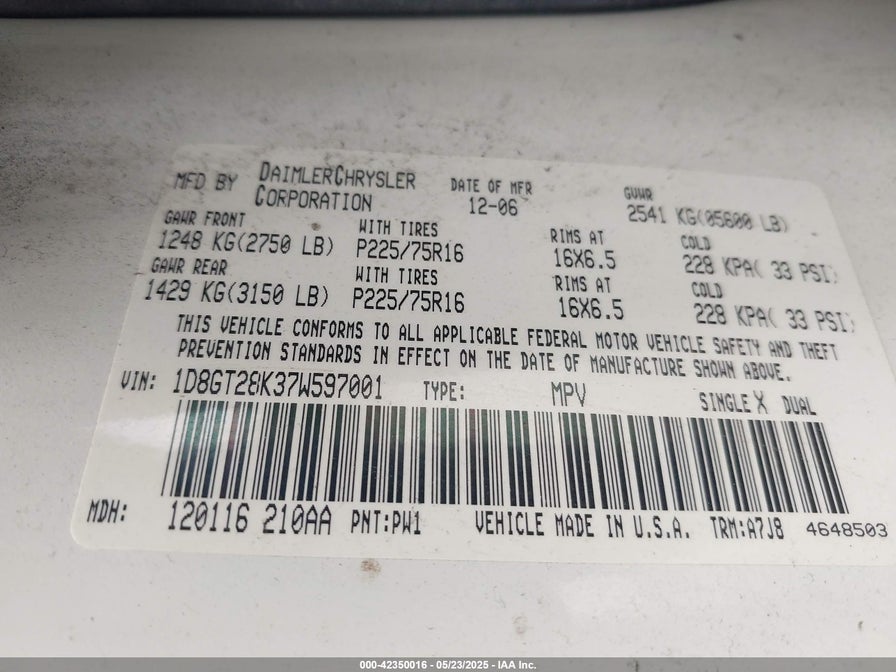 MFD BY DAIMLERCHRYSLER CORPORATION DATE OF MFR 12-06 GVWR 2541 KG(05600 LB)
GAWR FRONT WITH TIRES RIMS AT COLD
1248 KG(2750 LB) P225/75R16 16X6.5 228 KPA( 33 PSI)
GAWR REAR WITH TIRES RIMS AT COLD
1429 KG(3150 LB) P225/75R16 16X6.5 228 KPA( 33 PSI)
THIS VEHICLE CONFORMS TO ALL APPLICABLE FEDERAL MOTOR VEHICLE SAFETY AND THEFT
PREVENTION STANDARDS IN EFFECT ON THE DATE OF MANUFACTURE SHOWN ABOVE.
VIN: 1D8GT28K37W597001 TYPE: MPV SINGLE X DUAL
MDH: 120116 210AA PNT:PW1 VEHICLE MADE IN U.S.A. TRM:A7J8 4648503
000-42350016 - 05/23/2025 - IAA Inc.